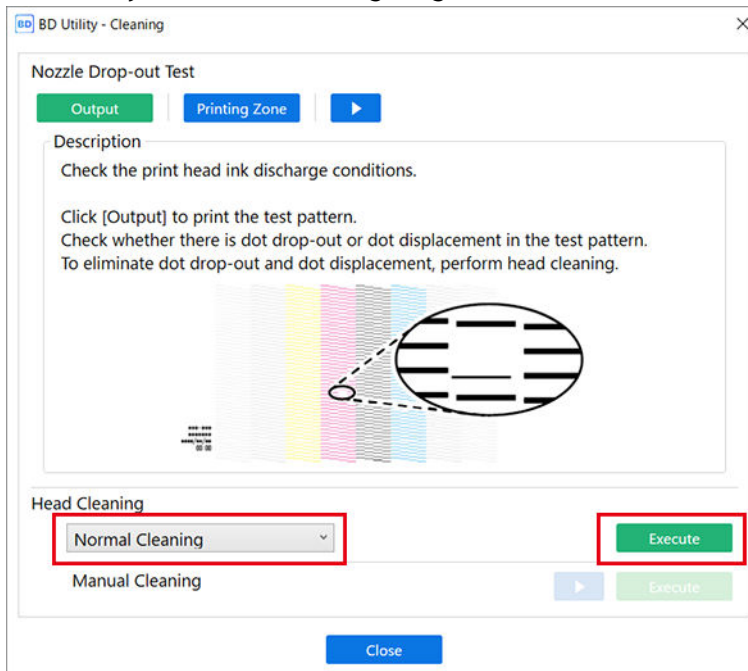 BD BD Utility - Cleaning
Nozzle Drop-out Test
Output Printing Zone
Description
Check the print head ink discharge conditions.
Click [Output] to print the test pattern.
Check whether there is dot drop-out or dot displacement in the test pattern.
To eliminate dot drop-out and dot displacement, perform head cleaning.
Head Cleaning
Normal Cleaning Execute
Manual Cleaning Execute
Close